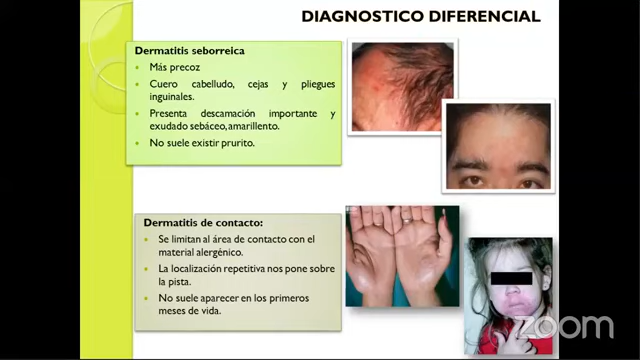 DIAGNOSTICO DIFERENCIAL
Dermatitis seborreica
Más precoz
Cuero cabelludo, cejas y pliegues
inguinales.
Presenta descamación importante y
exudado sebáceo, amarillento.
No suele existir prurito.
Dermatitis de contacto:
Se limitan al área de contacto con el
material alergénico.
La localización repetitiva nos pone sobre
la pista.
No suele aparecer en los primeros
meses de vida.
zoom